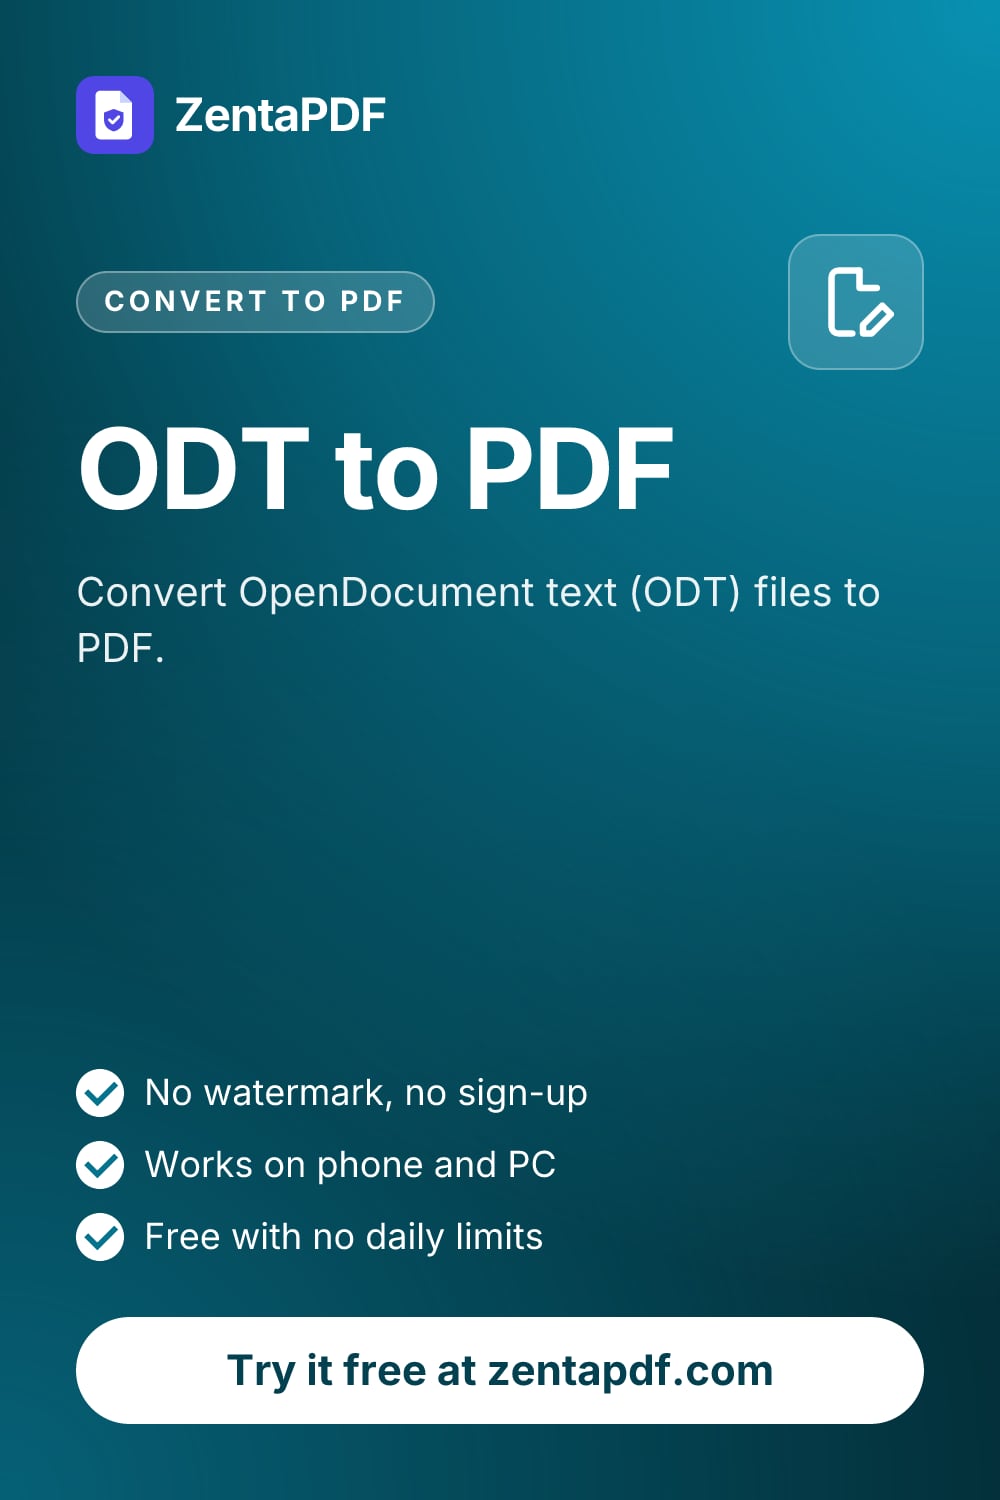 ZentaPDF
CONVERT TO PDF
ODT to PDF
Convert OpenDocument text (ODT) files to
PDF.
No watermark, no sign-up
Works on phone and PC
Free with no daily limits
Try it free at zentapdf.com